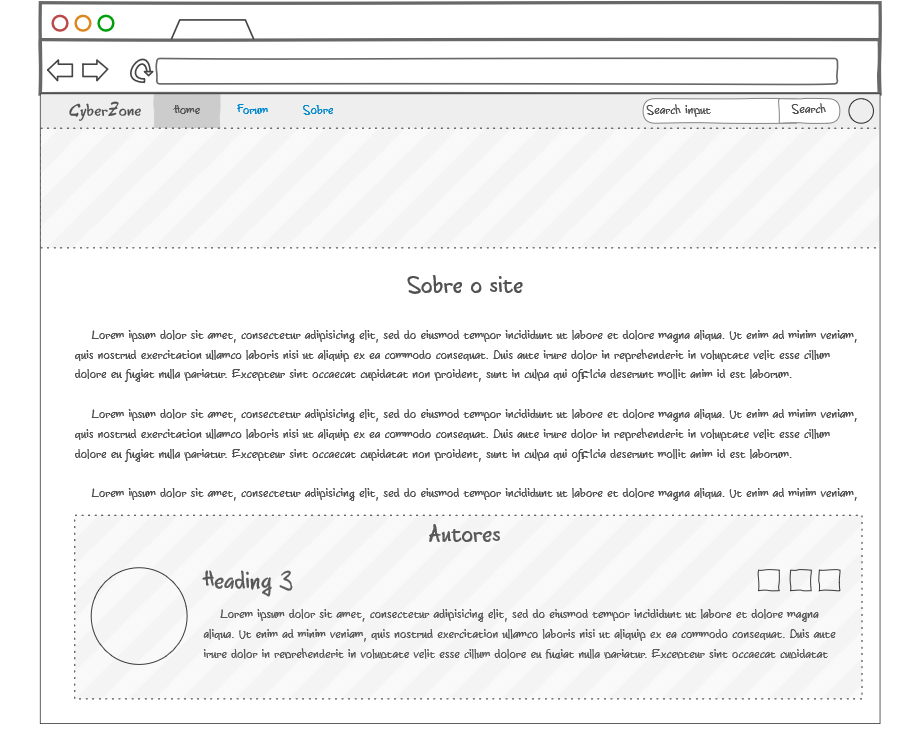 CyberZone Home Forum Sobre Search input Search
Sobre o site
Lorem ipsum dolor sit amet, consectetur adipisicing elit, sed do eiusmod tempor incididunt ut labore et dolore magna aliqua. Ut enim ad minim veniam,
quis nostrud exercitation ullamco laboris nisi ut aliquip ex ea commodo consequat. Duis aute irure dolor in reprehenderit in voluptate velit esse cillum
dolore eu fugiat nulla pariatur. Excepteur sint occaecat cupidatat non proident, sunt in culpa qui officia deserunt mollit anim id est laborum.
Lorem ipsum dolor sit amet, consectetur adipisicing elit, sed do eiusmod tempor incididunt ut labore et dolore magna aliqua. Ut enim ad minim veniam,
quis nostrud exercitation ullamco laboris nisi ut aliquip ex ea commodo consequat. Duis aute irure dolor in reprehenderit in voluptate velit esse cillum
dolore eu fugiat nulla pariatur. Excepteur sint occaecat cupidatat non proident, sunt in culpa qui officia deserunt mollit anim id est laborum.
Lorem ipsum dolor sit amet, consectetur adipisicing elit, sed do eiusmod tempor incididunt ut labore et dolore magna aliqua. Ut enim ad minim veniam,
Autores
Heading 3
Lorem ipsum dolor sit amet, consectetur adipisicing elit, sed do eiusmod tempor incididunt ut labore et dolore magna
aliqua. Ut enim ad minim veniam, quis nostrud exercitation ullamco laboris nisi ut aliquip ex ea commodo consequat. Duis aute
irure dolor in reprehenderit in voluptate velit esse cillum dolore eu fugiat nulla pariatur. Excepteur sint occaecat cupidatat